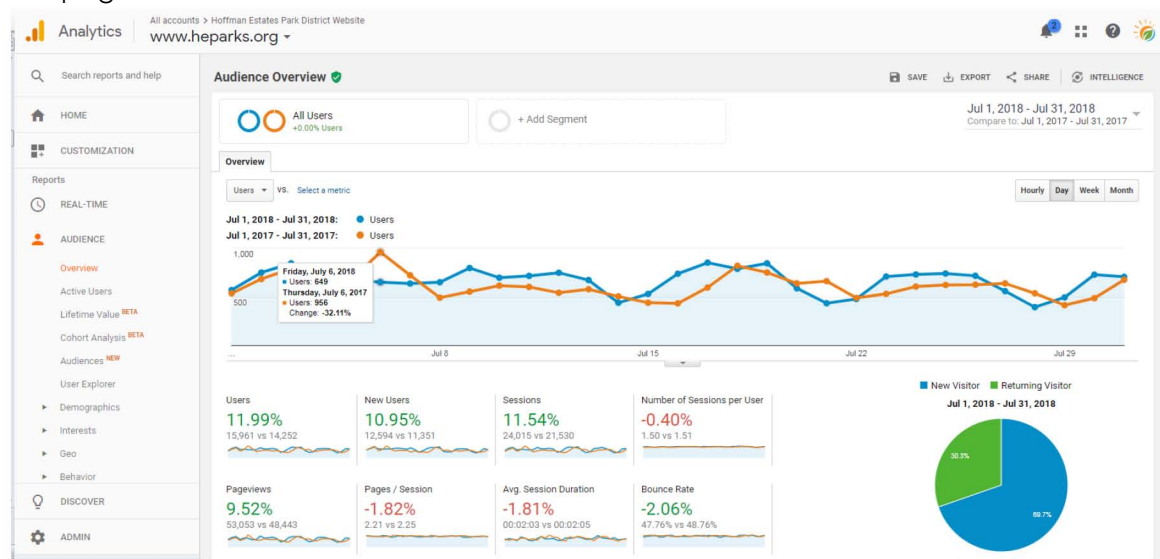 All accounts > Hoffman Estates Park District Website
Analytics
www.heparks.org
2
Search reports and help
HOME
CUSTOMIZATION
Reports
REAL-TIME
AUDIENCE
Overview
Active Users
Lifetime Value BETA
Cohort Analysis BETA
Audiences NEW
User Explorer
Demographics
Interests
Geo
Behavior
DISCOVER
ADMIN
Audience Overview
SAVE EXPORT SHARE INTELLIGENCE
All Users
+0.00% Users
+ Add Segment
Jul 1, 2018 - Jul 31, 2018
Compare to: Jul 1, 2017 - Jul 31, 2017
Overview
Users VS. Select a metric
Hourly Day Week Month
Jul 1, 2018 - Jul 31, 2018: Users
Jul 1, 2017 - Jul 31, 2017: Users
1,000
500
Friday, July 6, 2018
Users: 649
Thursday, July 6, 2017
Users: 956
Change: -32.11%
... Jul 8 Jul 15 Jul 22 Jul 29
Users
11.99%
15,961 vs 14,252
New Users
10.95%
12,594 vs 11,351
Sessions
11.54%
24,015 vs 21,530
Number of Sessions per User
-0.40%
1.50 vs 1.51
Pageviews
9.52%
53,053 vs 48,443
Pages / Session
-1.82%
2.21 vs 2.25
Avg. Session Duration
-1.81%
00:02:03 vs 00:02:05
Bounce Rate
-2.06%
47.76% vs 48.76%
New Visitor Returning Visitor
Jul 1, 2018 - Jul 31, 2018
30.3%
69.7%